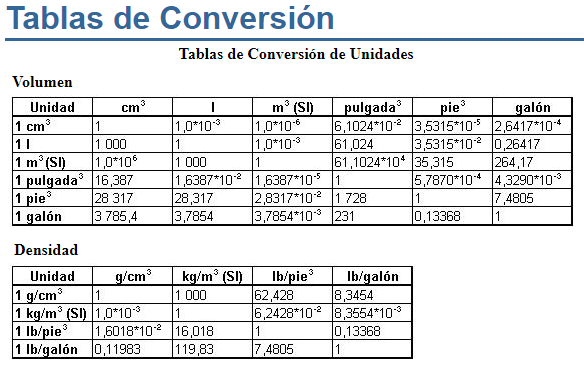 Tablas de Conversión
Tablas de Conversión de Unidades
Volumen
Unidad cm³ l m³ (SI) pulgada³ pie³ galón
1 cm³ 1 1,0*10⁻³ 1,0*10⁻⁶ 6,1024*10⁻² 3,5315*10⁻⁵ 2,6417*10⁻⁴
1 l 1 000 1 1,0*10⁻³ 61,024 3,5315*10⁻² 0,26417
1 m³ (SI) 1,0*10⁶ 1 000 1 61,1024*10⁴ 35,315 264,17
1 pulgada³ 16,387 1,6387*10⁻² 1,6387*10⁻⁵ 1 5,7870*10⁻⁴ 4,3290*10⁻³
1 pie³ 28 317 28,317 2,8317*10⁻² 1 728 1 7,4805
1 galón 3 785,4 3,7854 3,7854*10⁻³ 231 0,13368 1
Densidad
Unidad g/cm³ kg/m³ (SI) lb/pie³ lb/galón
1 g/cm³ 1 1 000 62,428 8,3454
1 kg/m³ (SI) 1,0*10⁻³ 1 6,2428*10⁻² 8,3554*10⁻³
1 lb/pie³ 1,6018*10⁻² 16,018 1 0,13368
1 lb/galón 0,11983 119,83 7,4805 1